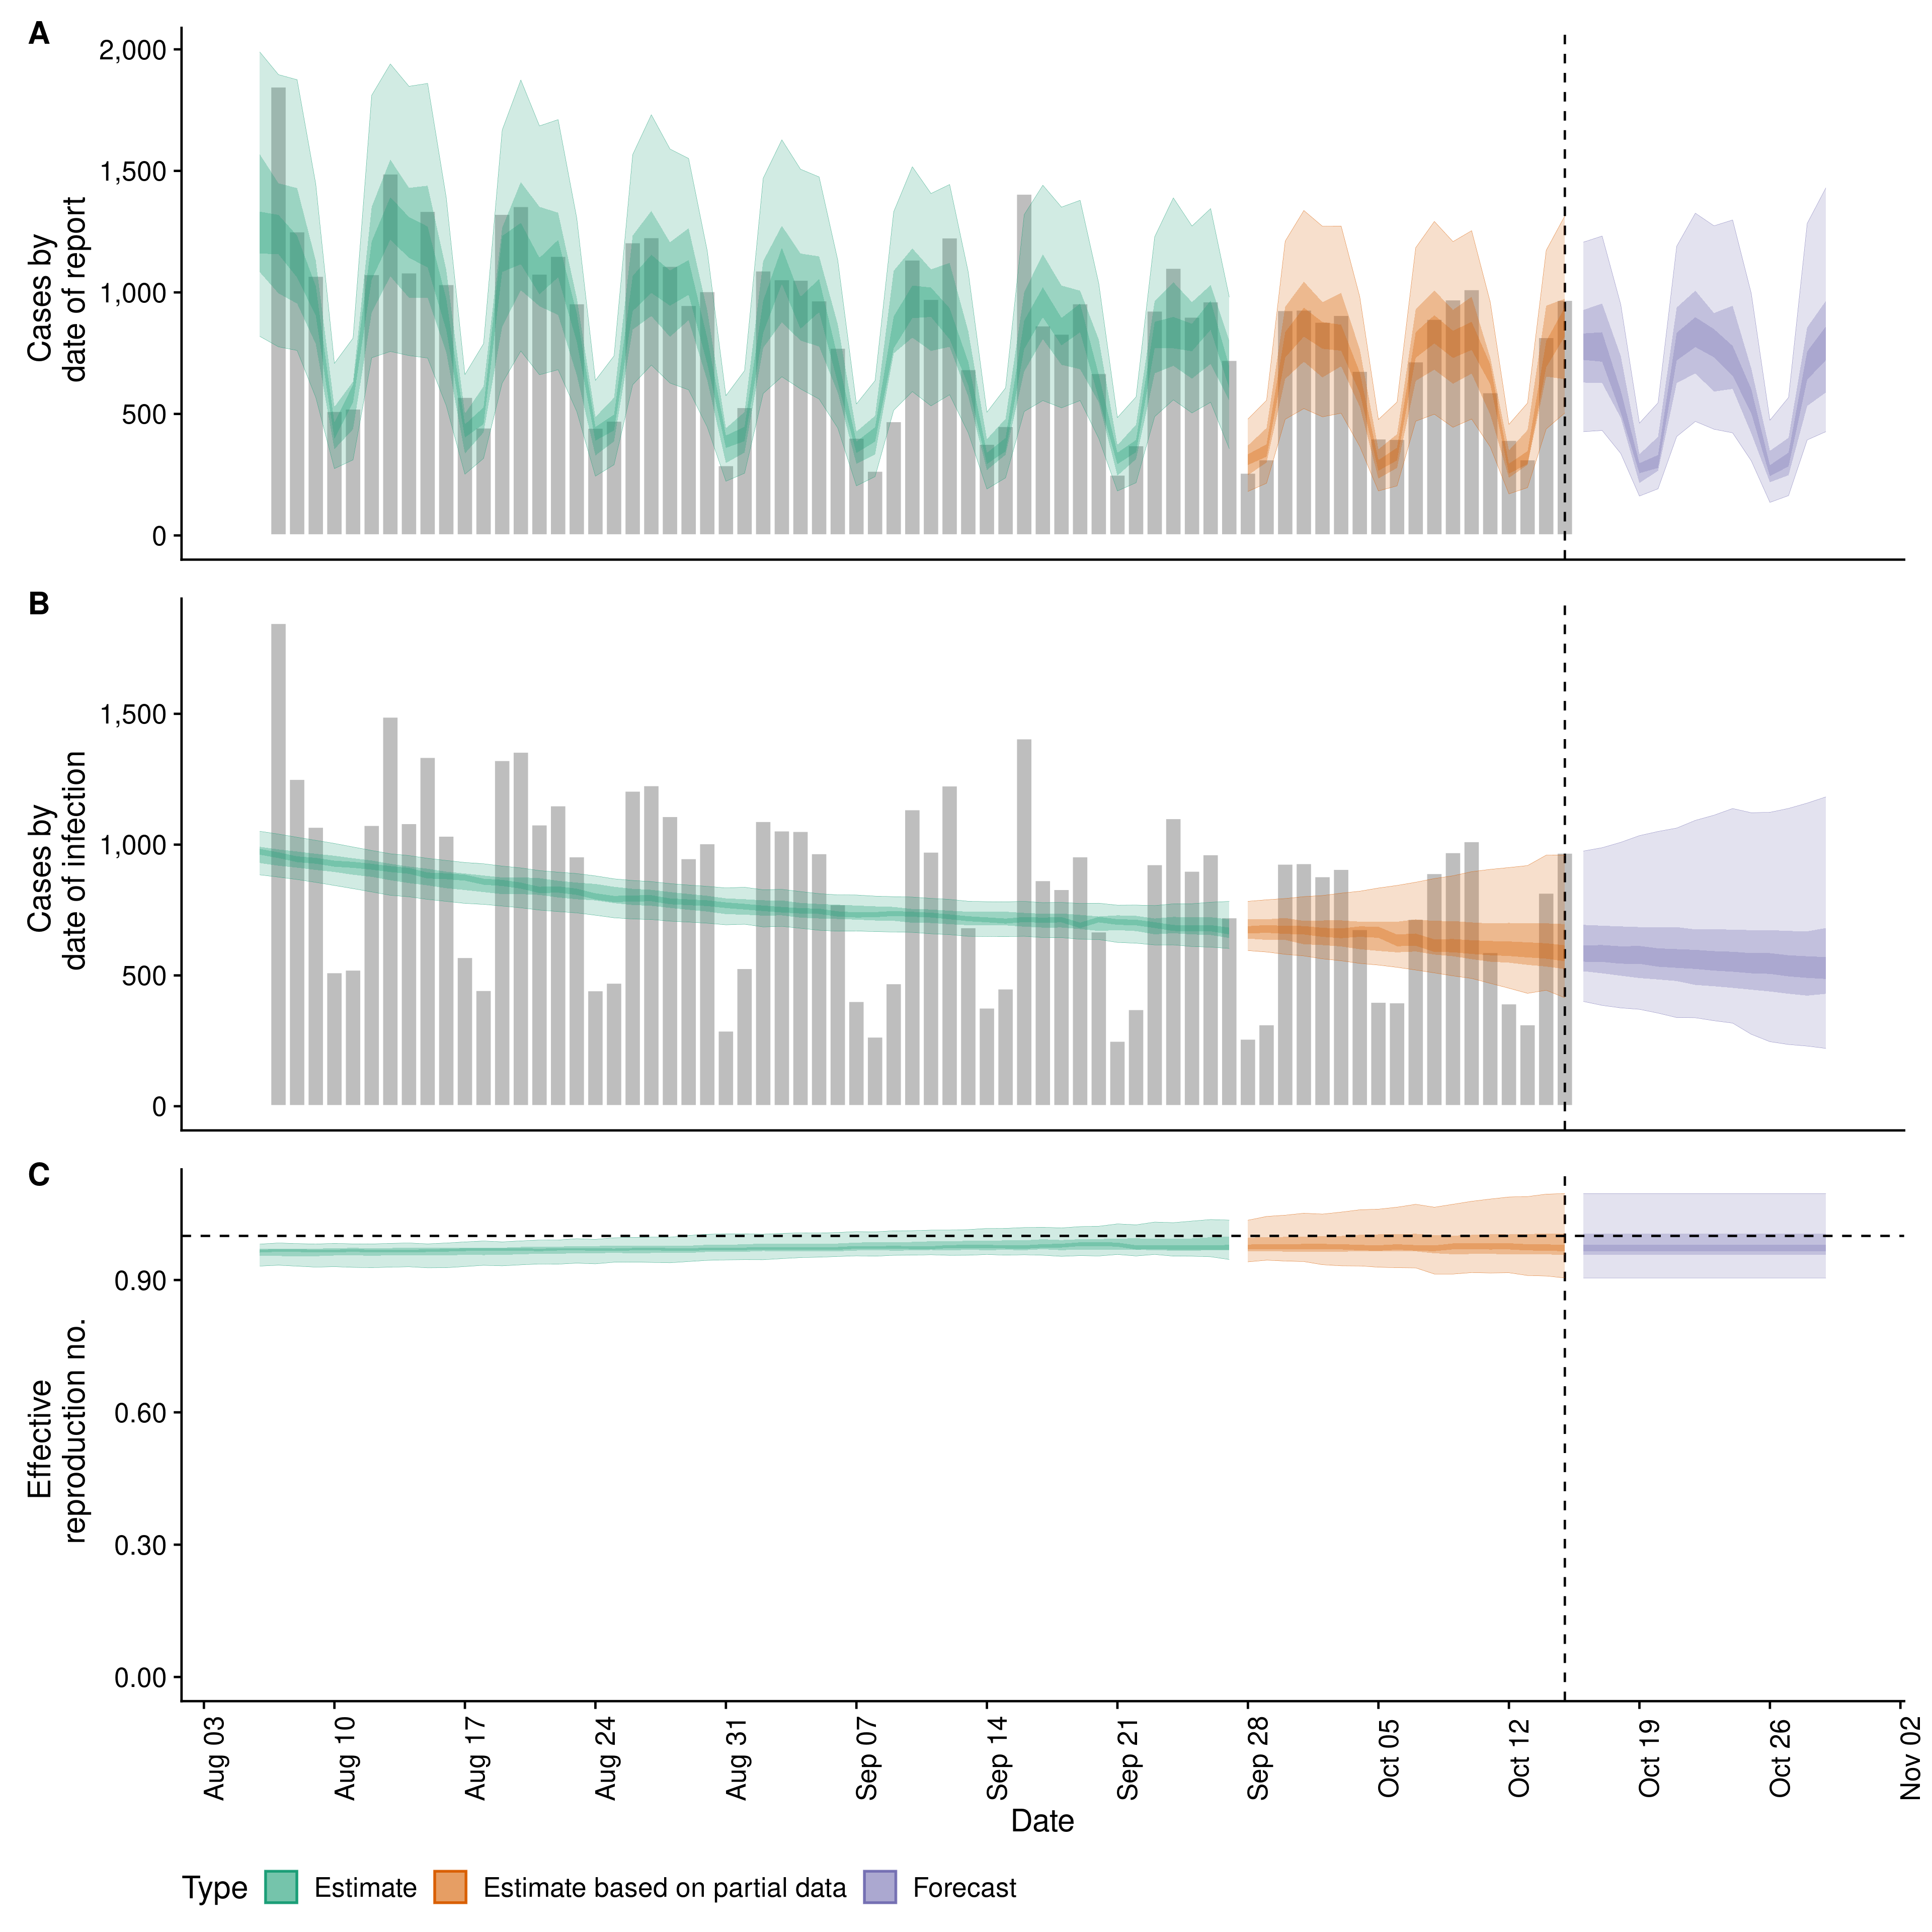 A
2,000
1,500
1,000
500
0
Cases by
date of report
B
1,500
1,000
500
0
Cases by
date of infection
C
0.90
0.60
0.30
0.00
Effective
reproduction no.
Aug 03
Aug 10
Aug 17
Aug 24
Aug 31
Sep 07
Sep 14
Sep 21
Sep 28
Oct 05
Oct 12
Oct 19
Oct 26
Nov 02
Date
Type Estimate Estimate based on partial data Forecast